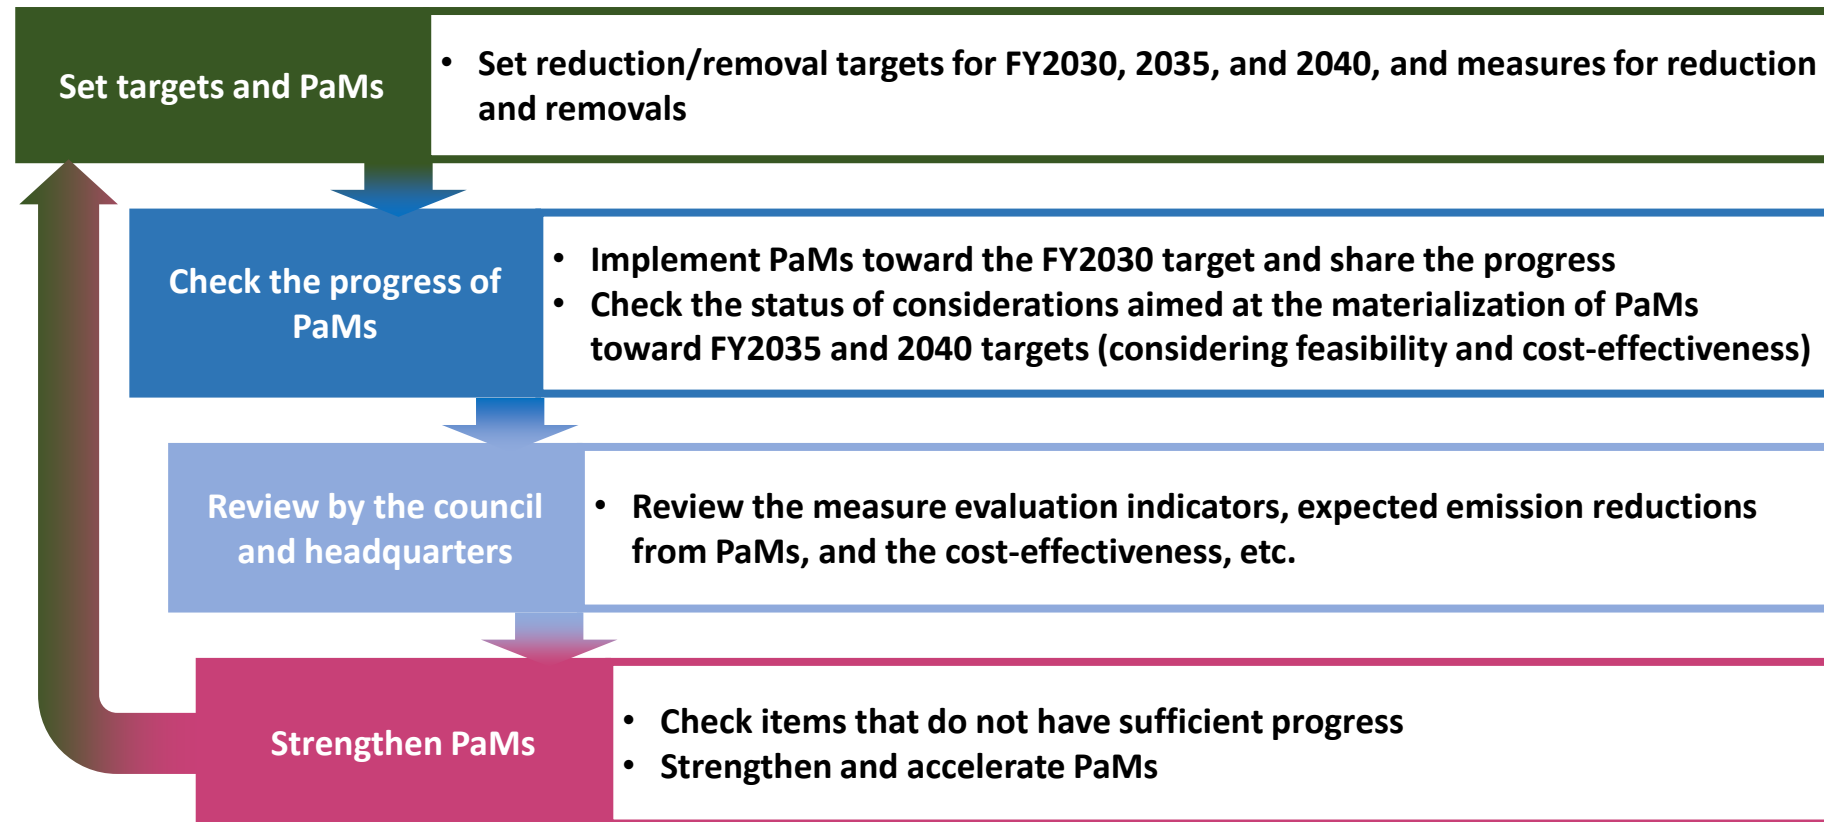 Set targets and PaMs
• Set reduction/removal targets for FY2030, 2035, and 2040, and measures for reduction
and removals
Check the progress of
PaMs
• Implement PaMs toward the FY2030 target and share the progress
• Check the status of considerations aimed at the materialization of PaMs
toward FY2035 and 2040 targets (considering feasibility and cost-effectiveness)
Review by the council
and headquarters
• Review the measure evaluation indicators, expected emission reductions
from PaMs, and the cost-effectiveness, etc.
Strengthen PaMs
• Check items that do not have sufficient progress
• Strengthen and accelerate PaMs